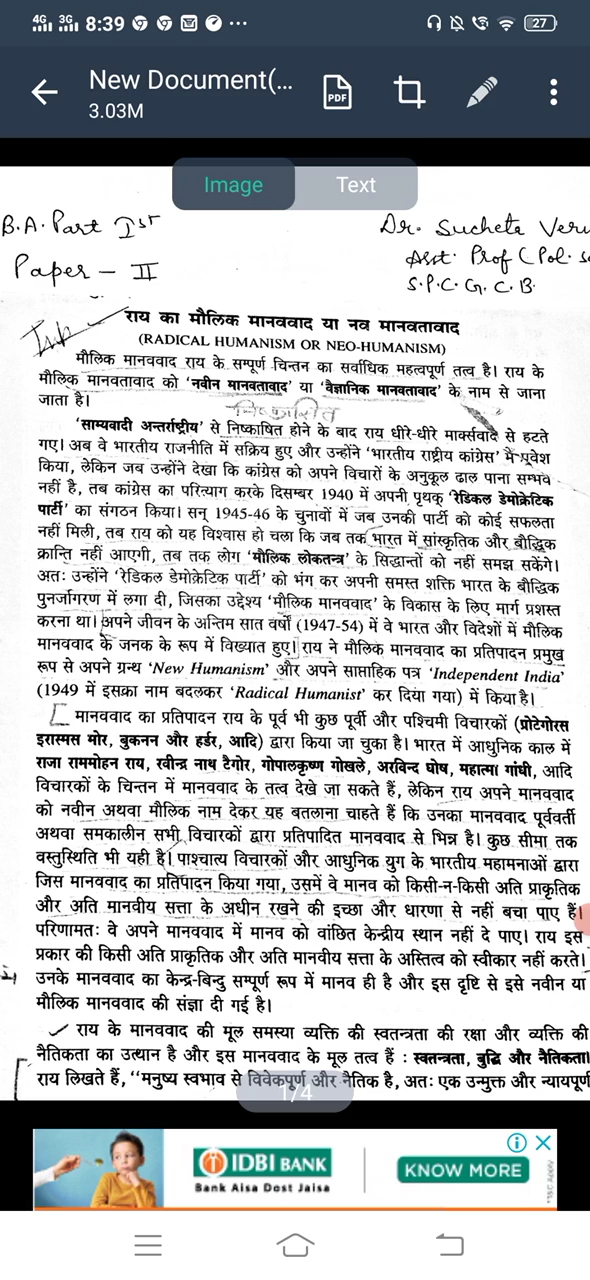 4G 3G 8:39 ... 27
New Document(...
3.03M
PDF
Image Text
B.A. Part Ist
Dr. Sucheta Ver
Paper - II
Asst. Prof (Pol. S
S.P.C. G. C. B.
Imp
राय का मौलिक मानववाद या नव मानवतावाद
(RADICAL HUMANISM OR NEO-HUMANISM)
मौलिक मानववाद राय के सम्पूर्ण चिन्तन का सर्वाधिक महत्वपूर्ण तत्व है। राय के
मौलिक मानवतावाद को 'नवीन मानवतावाद' या 'वैज्ञानिक मानवतावाद' के नाम से जाना
जाता है।
निष्कासित
'साम्यवादी अन्तर्राष्ट्रीय' से निष्काषित होने के बाद राय धीरे-धीरे मार्क्सवाद से हटते
गए। अब वे भारतीय राजनीति में सक्रिय हुए और उन्होंने 'भारतीय राष्ट्रीय कांग्रेस' में प्रवेश
किया, लेकिन जब उन्होंने देखा कि कांग्रेस को अपने विचारों के अनुकूल ढाल पाना सम्भव
नहीं है, तब कांग्रेस का परित्याग करके दिसम्बर 1940 में अपनी पृथक् 'रेडिकल डेमोक्रेटिक
पार्टी' का संगठन किया। सन् 1945-46 के चुनावों में जब उनकी पार्टी को कोई सफलता
नहीं मिली, तब राय को यह विश्वास हो चला कि जब तक भारत में सांस्कृतिक और बौद्धिक
क्रान्ति नहीं आएगी, तब तक लोग 'मौलिक लोकतन्त्र' के सिद्धान्तों को नहीं समझ सकेंगे।
अतः उन्होंने 'रेडिकल डेमोक्रेटिक पार्टी' को भंग कर अपनी समस्त शक्ति भारत के बौद्धिक
पुनर्जागरण में लगा दी, जिसका उद्देश्य 'मौलिक मानववाद' के विकास के लिए मार्ग प्रशस्त
करना था। अपने जीवन के अन्तिम सात वर्षों (1947-54) में वे भारत और विदेशों में मौलिक
मानववाद के जनक के रूप में विख्यात हुए। राय ने मौलिक मानववाद का प्रतिपादन प्रमुख
रूप से अपने ग्रन्थ 'New Humanism' और अपने साप्ताहिक पत्र 'Independent India'
(1949 में इसका नाम बदलकर 'Radical Humanist' कर दिया गया) में किया है।
मानववाद का प्रतिपादन राय के पूर्व भी कुछ पूर्वी और पश्चिमी विचारकों (प्रोटेगोरस
इरास्मस मोर, बुकनन और हर्डर, आदि) द्वारा किया जा चुका है। भारत में आधुनिक काल में
राजा राममोहन राय, रवीन्द्र नाथ टैगोर, गोपालकृष्ण गोखले, अरविन्द घोष, महात्मा गांधी, आदि
विचारकों के चिन्तन में मानववाद के तत्व देखे जा सकते हैं, लेकिन राय अपने मानववाद
को नवीन अथवा मौलिक नाम देकर यह बतलाना चाहते हैं कि उनका मानववाद पूर्ववर्ती
अथवा समकालीन सभी विचारकों द्वारा प्रतिपादित मानववाद से भिन्न है। कुछ सीमा तक
वस्तुस्थिति भी यही है। पाश्चात्य विचारकों और आधुनिक युग के भारतीय महामनाओं द्वारा
जिस मानववाद का प्रतिपादन किया गया, उसमें वे मानव को किसी-न-किसी अति प्राकृतिक
और अति मानवीय सत्ता के अधीन रखने की इच्छा और धारणा से नहीं बचा पाए हैं।
परिणामतः वे अपने मानववाद में मानव को वांछित केन्द्रीय स्थान नहीं दे पाए। राय इस
प्रकार की किसी अति प्राकृतिक और अति मानवीय सत्ता के अस्तित्व को स्वीकार नहीं करते।
उनके मानववाद का केन्द्र-बिन्दु सम्पूर्ण रूप में मानव ही है और इस दृष्टि से इसे नवीन या
मौलिक मानववाद की संज्ञा दी गई है।
राय के मानववाद की मूल समस्या व्यक्ति की स्वतन्त्रता की रक्षा और व्यक्ति की
नैतिकता का उत्थान है और इस मानववाद के मूल तत्व हैं : स्वतन्त्रता, बुद्धि और नैतिकता।
राय लिखते हैं, "मनुष्य स्वभाव से विवेकपूर्ण और नैतिक है, अतः एक उन्मुक्त और न्यायपूर्ण
1/4
IDBI BANK
Bank Aisa Dost Jaisa
KNOW MORE
*T&C Apply